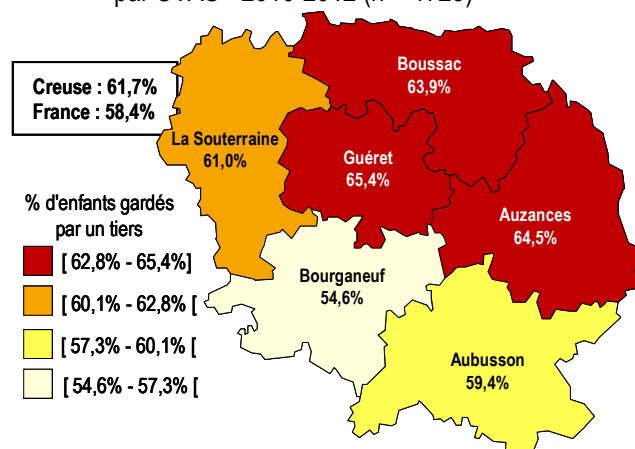 Creuse : 61,7%
France : 58,4%
Boussac
63,9%
La Souterraine
61,0%
Guéret
65,4%
Auzances
64,5%
Bourganeuf
54,6%
Aubusson
59,4%
% d'enfants gardés
par un tiers
[ 62,8% - 65,4%]
[ 60,1% - 62,8% [
[ 57,3% - 60,1% [
[ 54,6% - 57,3% [